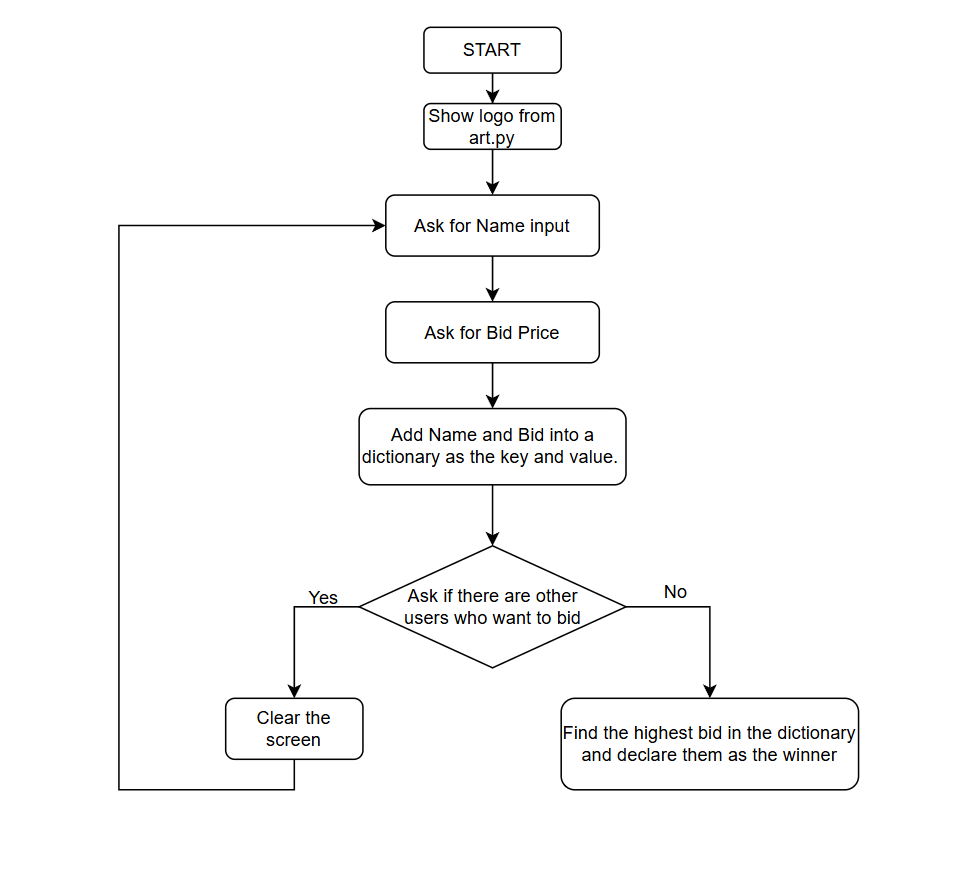 START
Show logo from
art.py
Ask for Name input
Ask for Bid Price
Add Name and Bid into a
dictionary as the key and value.
Ask if there are other
users who want to bid
Yes
No
Clear the
screen
Find the highest bid in the dictionary
and declare them as the winner